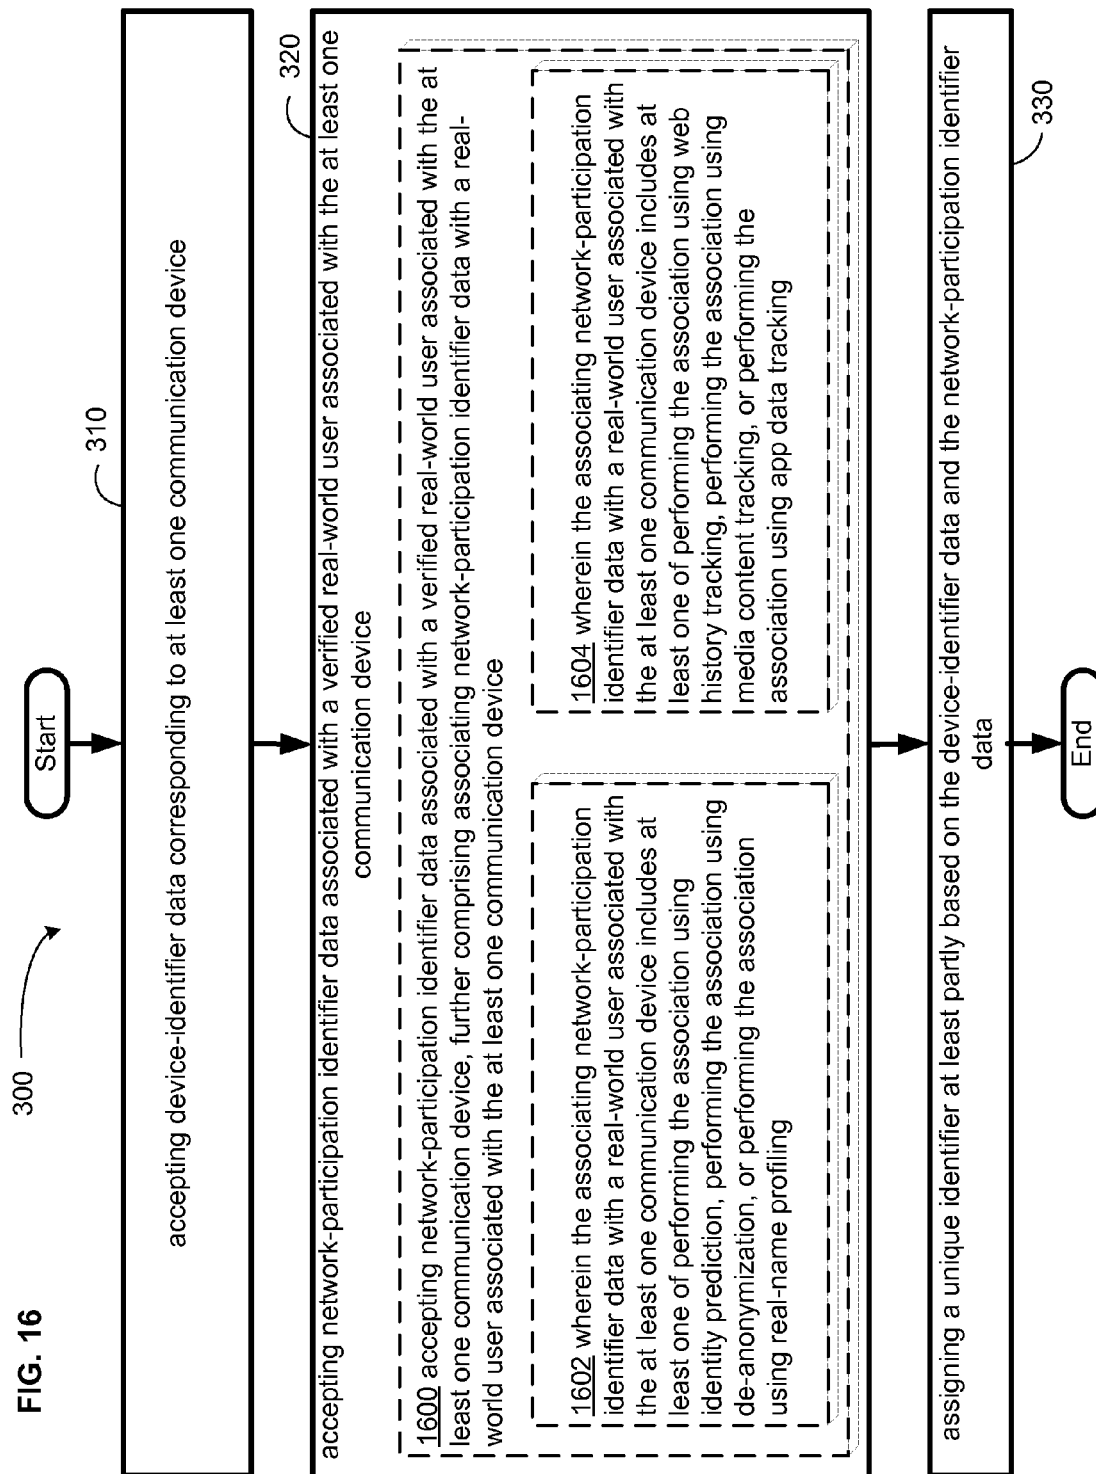 FIG. 16
300
Start
310
accepting device-identifier data corresponding to at least one communication device
320
accepting network-participation identifier data associated with a verified real-world user associated with the at least one
communication device
1600 accepting network-participation identifier data associated with a verified real-world user associated with the at
least one communication device, further comprising associating network-participation identifier data with a real-
world user associated with the at least one communication device
1602 wherein the associating network-participation
identifier data with a real-world user associated with
the at least one communication device includes at
least one of performing the association using
identity prediction, performing the association using
de-anonymization, or performing the association
using real-name profiling
1604 wherein the associating network-participation
identifier data with a real-world user associated with
the at least one communication device includes at
least one of performing the association using web
history tracking, performing the association using
media content tracking, or performing the
association using app data tracking
330
assigning a unique identifier at least partly based on the device-identifier data and the network-participation identifier
data
End